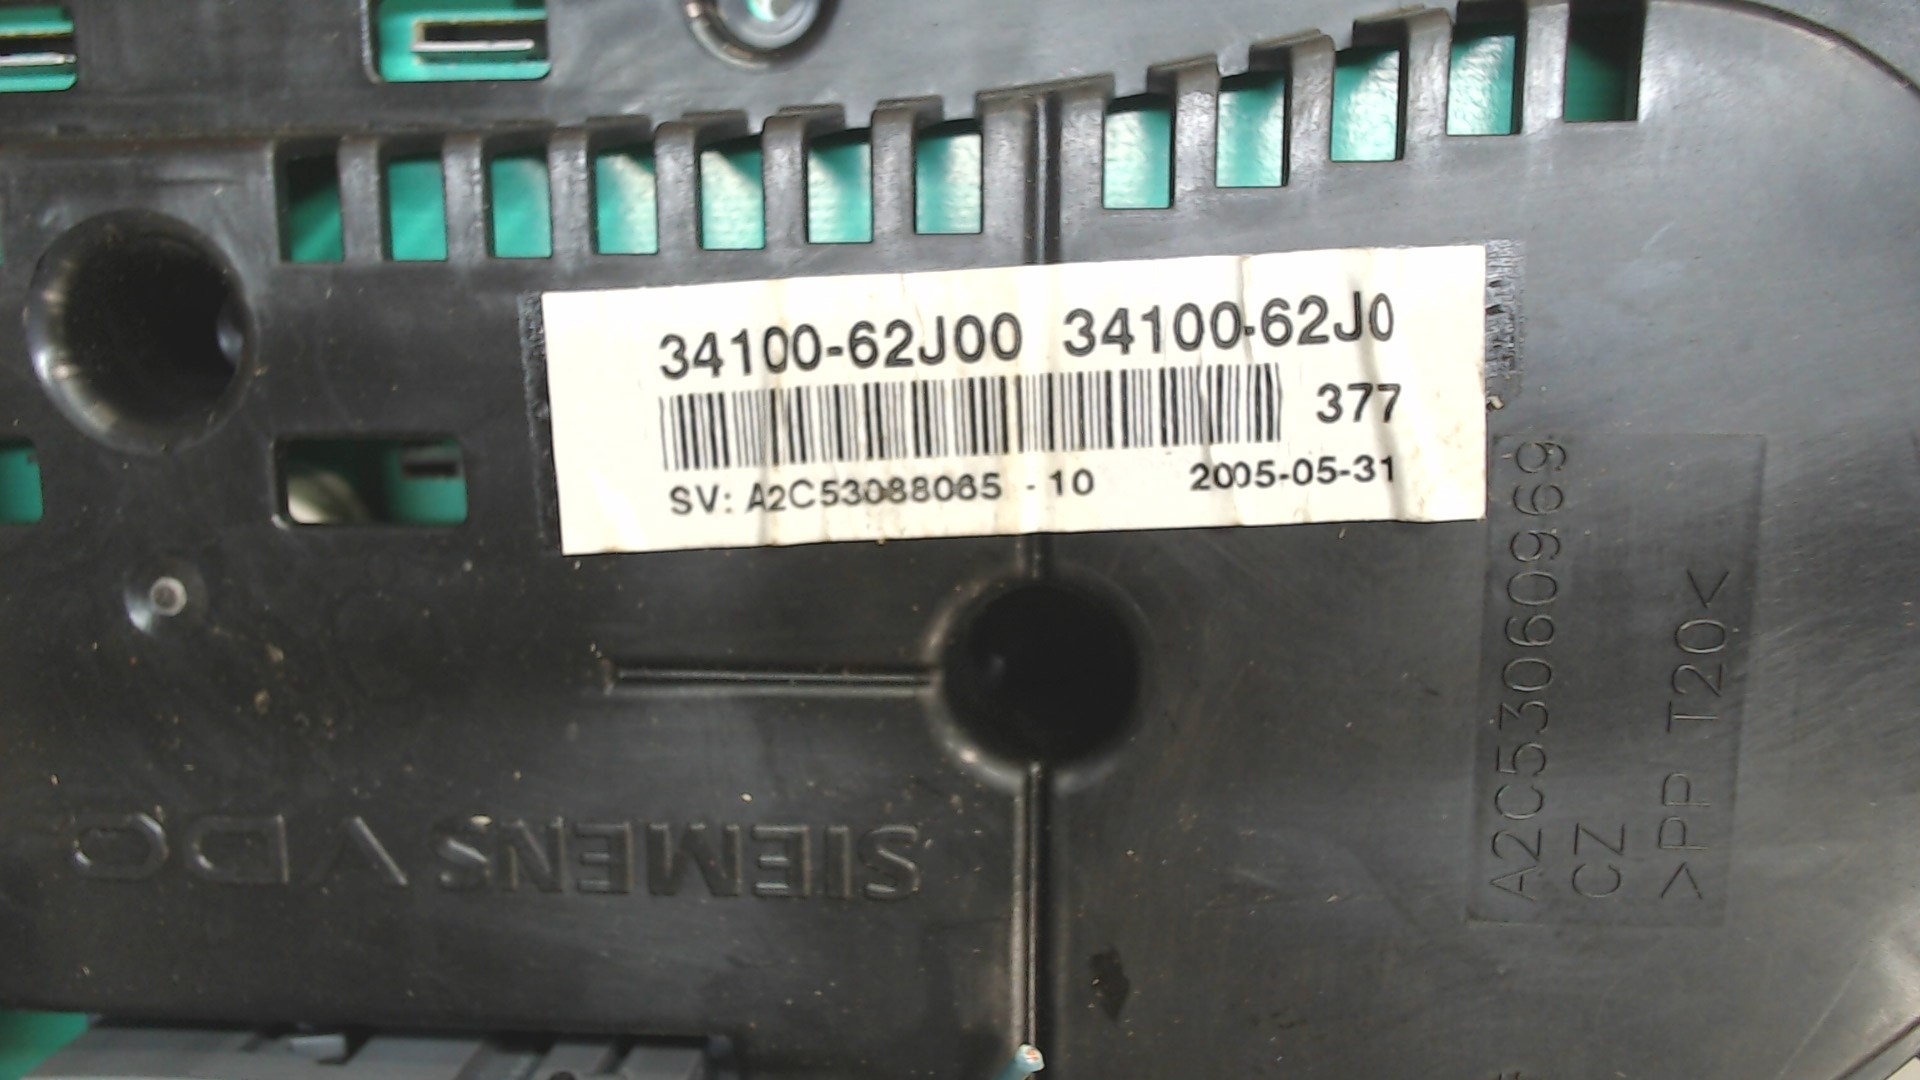 34100-62J00 34100-62J0
377
SV: A2C53088065 - 10 2005-05-31
A2C53060969
CZ
>PP T20<
SIEMENS VDO